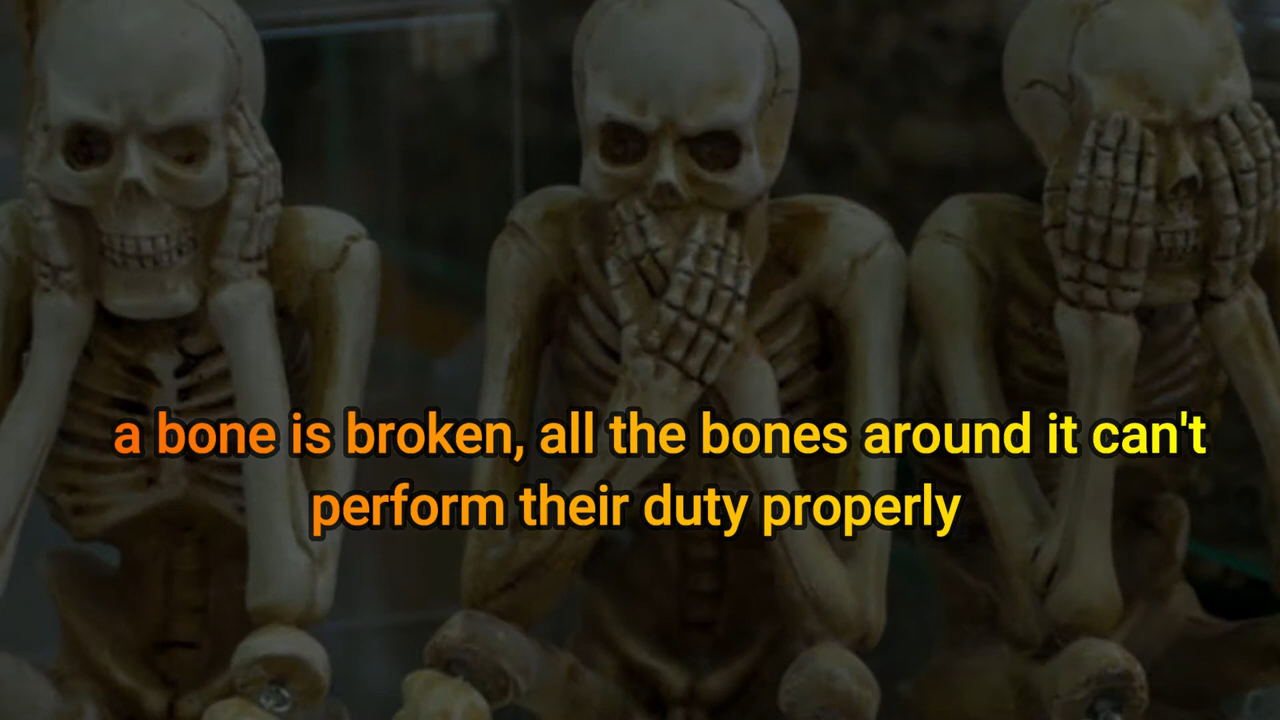 a bone is broken, all the bones around it can't
perform their duty properly